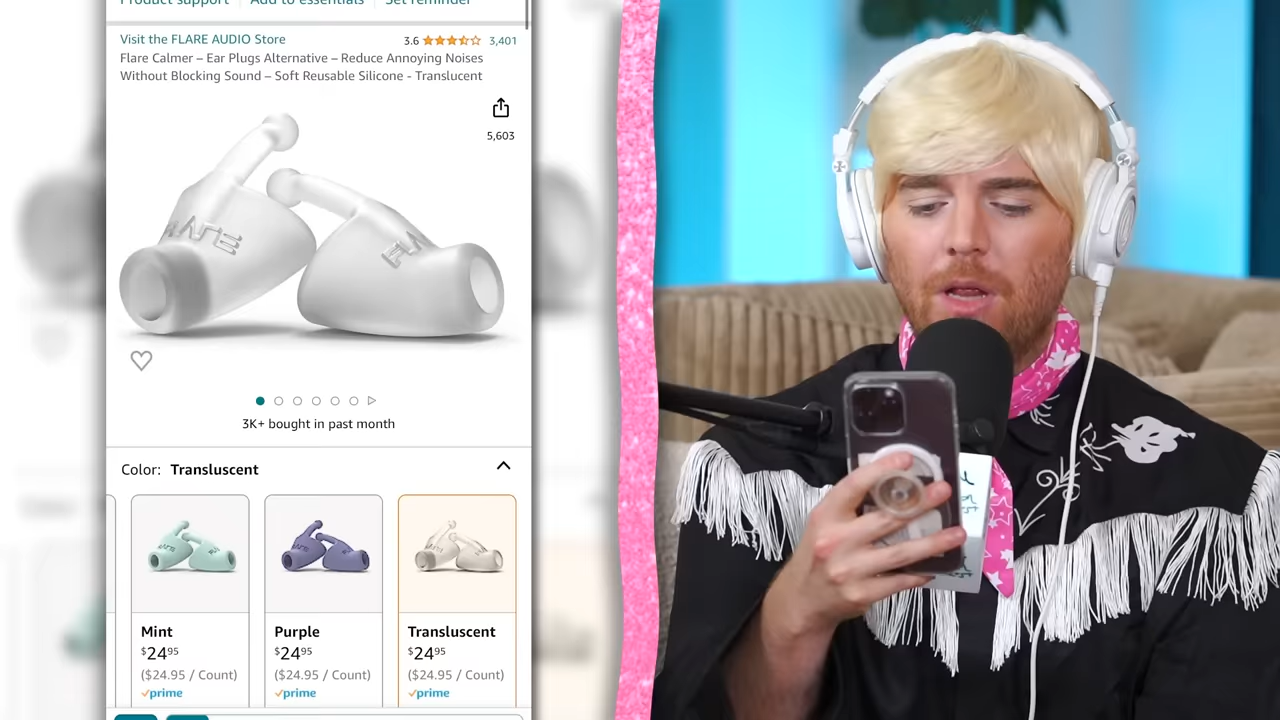 Product support
Add to essentials
Set reminder
Visit the FLARE AUDIO Store
3.6
3,401
Flare Calmer – Ear Plugs Alternative – Reduce Annoying Noises
Without Blocking Sound – Soft Reusable Silicone - Translucent
5,603
FLARE
3K+ bought in past month
Color: Transluscent
Mint
$24.95
($24.95 / Count)
prime
Purple
$24.95
($24.95 / Count)
prime
Transluscent
$24.95
($24.95 / Count)
prime